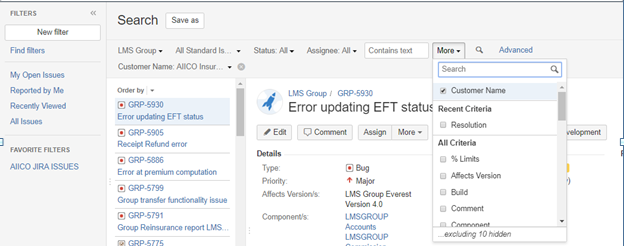 FILTERS
«
New filter
Find filters
My Open Issues
Reported by Me
Recently Viewed
All Issues
FAVORITE FILTERS
AIICO JIRA ISSUES
Search
Save as
LMS Group
All Standard Is...
Status: All
Assignee: All
Contains text
More
Advanced
Customer Name: AIICO Insur...
Order by
GRP-5930
Error updating EFT status
GRP-5905
Receipt Refund error
GRP-5886
Error at premium computation
GRP-5799
Group transfer functionality issue
GRP-5791
Group Reinsurance report LMS...
GRP-5775
LMS Group / GRP-5930
Error updating EFT status
Edit
Comment
Assign
More
Details
Type: Bug
Priority: Major
Affects Version/s: LMS Group Everest
Version 4.0
Component/s: LMSGROUP
Accounts
LMSGROUP
Search
Customer Name
Recent Criteria
Resolution
All Criteria
% Limits
Affects Version
Build
Comment
Component
...excluding 10 hidden